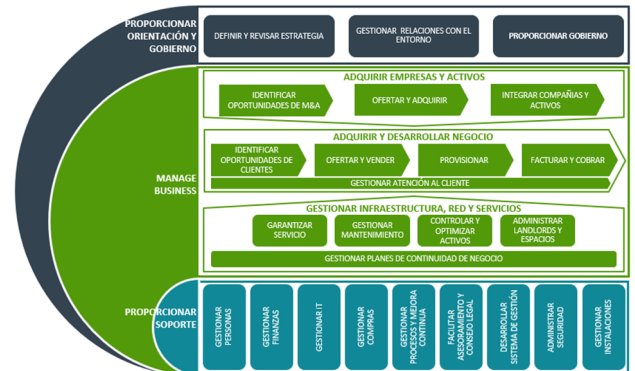 PROPORCIONAR
ORIENTACIÓN Y
GOBIERNO
DEFINIR Y REVISAR ESTRATEGIA
GESTIONAR RELACIONES CON EL
ENTORNO
PROPORCIONAR GOBIERNO
MANAGE
BUSINESS
ADQUIRIR EMPRESAS Y ACTIVOS
IDENTIFICAR
OPORTUNIDADES DE M&A
OFERTAR Y ADQUIRIR
INTEGRAR COMPAÑIAS Y
ACTIVOS
ADQUIRIR Y DESARROLLAR NEGOCIO
IDENTIFICAR
OPORTUNIDADES DE
CLIENTES
OFERTAR Y VENDER
PROVISIONAR
FACTURAR Y COBRAR
GESTIONAR ATENCIÓN AL CLIENTE
GESTIONAR INFRAESTRUCTURA, RED Y SERVICIOS
GARANTIZAR
SERVICIO
GESTIONAR
MANTENIMIENTO
CONTROLAR Y
OPTIMIZAR
ACTIVOS
ADMINISTRAR
LANDLORDS Y
ESPACIOS
GESTIONAR PLANES DE CONTINUIDAD DE NEGOCIO
PROPORCIONAR
SOPORTE
GESTIONAR
PERSONAS
GESTIONAR
FINANZAS
GESTIONAR IT
GESTIONAR
COMPRAS
GESTIONAR
PROCESOS Y MEJORA
CONTINUA
FACILITAR
ASESORAMIENTO Y
CONSEJO LEGAL
DESARROLLAR
SISTEMA DE GESTIÓN
ADMINISTRAR
SEGURIDAD
GESTIONAR
INSTALACIONES